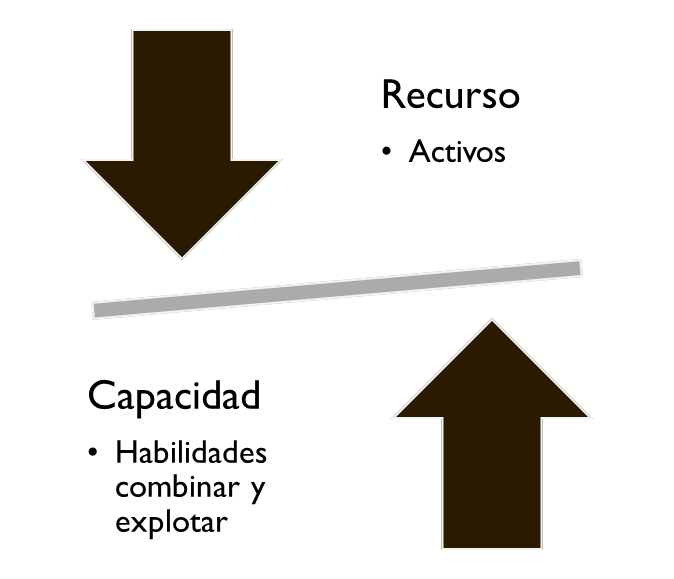 Recurso
• Activos
Capacidad
• Habilidades
combinar y
explotar